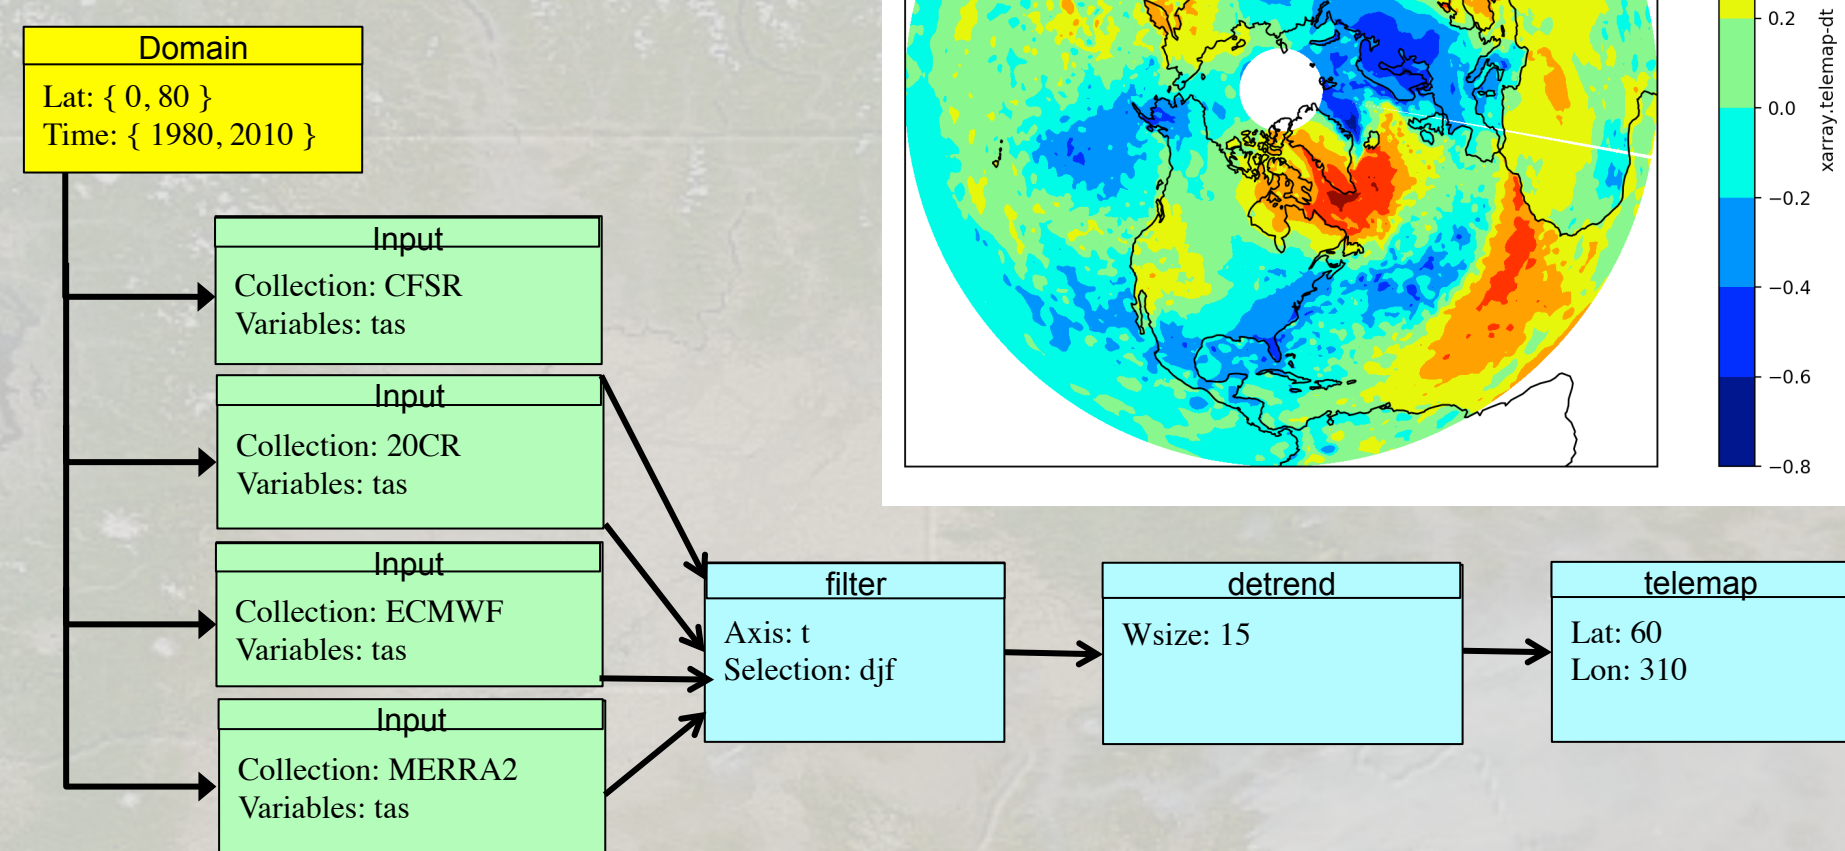 Domain
Lat: { 0, 80 }
Time: { 1980, 2010 }
Input
Collection: CFSR
Variables: tas
Input
Collection: 20CR
Variables: tas
Input
Collection: ECMWF
Variables: tas
Input
Collection: MERRA2
Variables: tas
filter
Axis: t
Selection: djf
detrend
Wsize: 15
telemap
Lat: 60
Lon: 310
0.2
0.0
−0.2
−0.4
−0.6
−0.8
xarray.telemap-dt